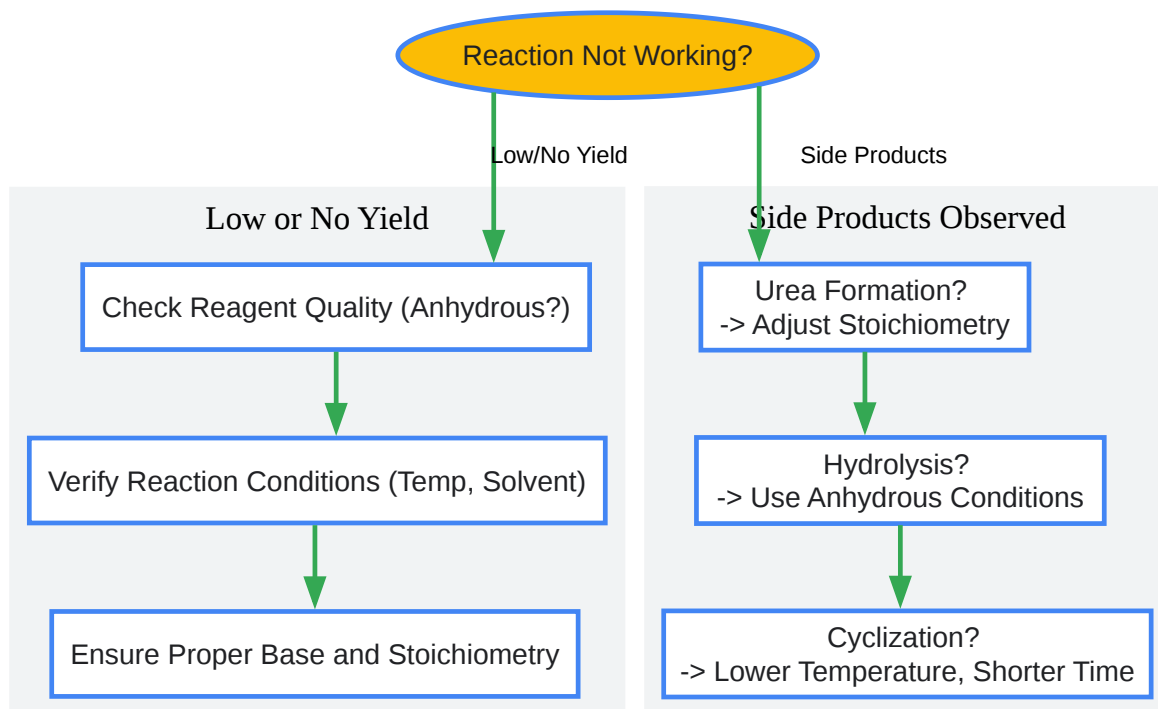 Reaction Not Working?
Low/No Yield
Side Products
Low or No Yield
Check Reagent Quality (Anhydrous?)
Verify Reaction Conditions (Temp, Solvent)
Ensure Proper Base and Stoichiometry
Side Products Observed
Urea Formation?
-> Adjust Stoichiometry
Hydrolysis?
-> Use Anhydrous Conditions
Cyclization?
-> Lower Temperature, Shorter Time